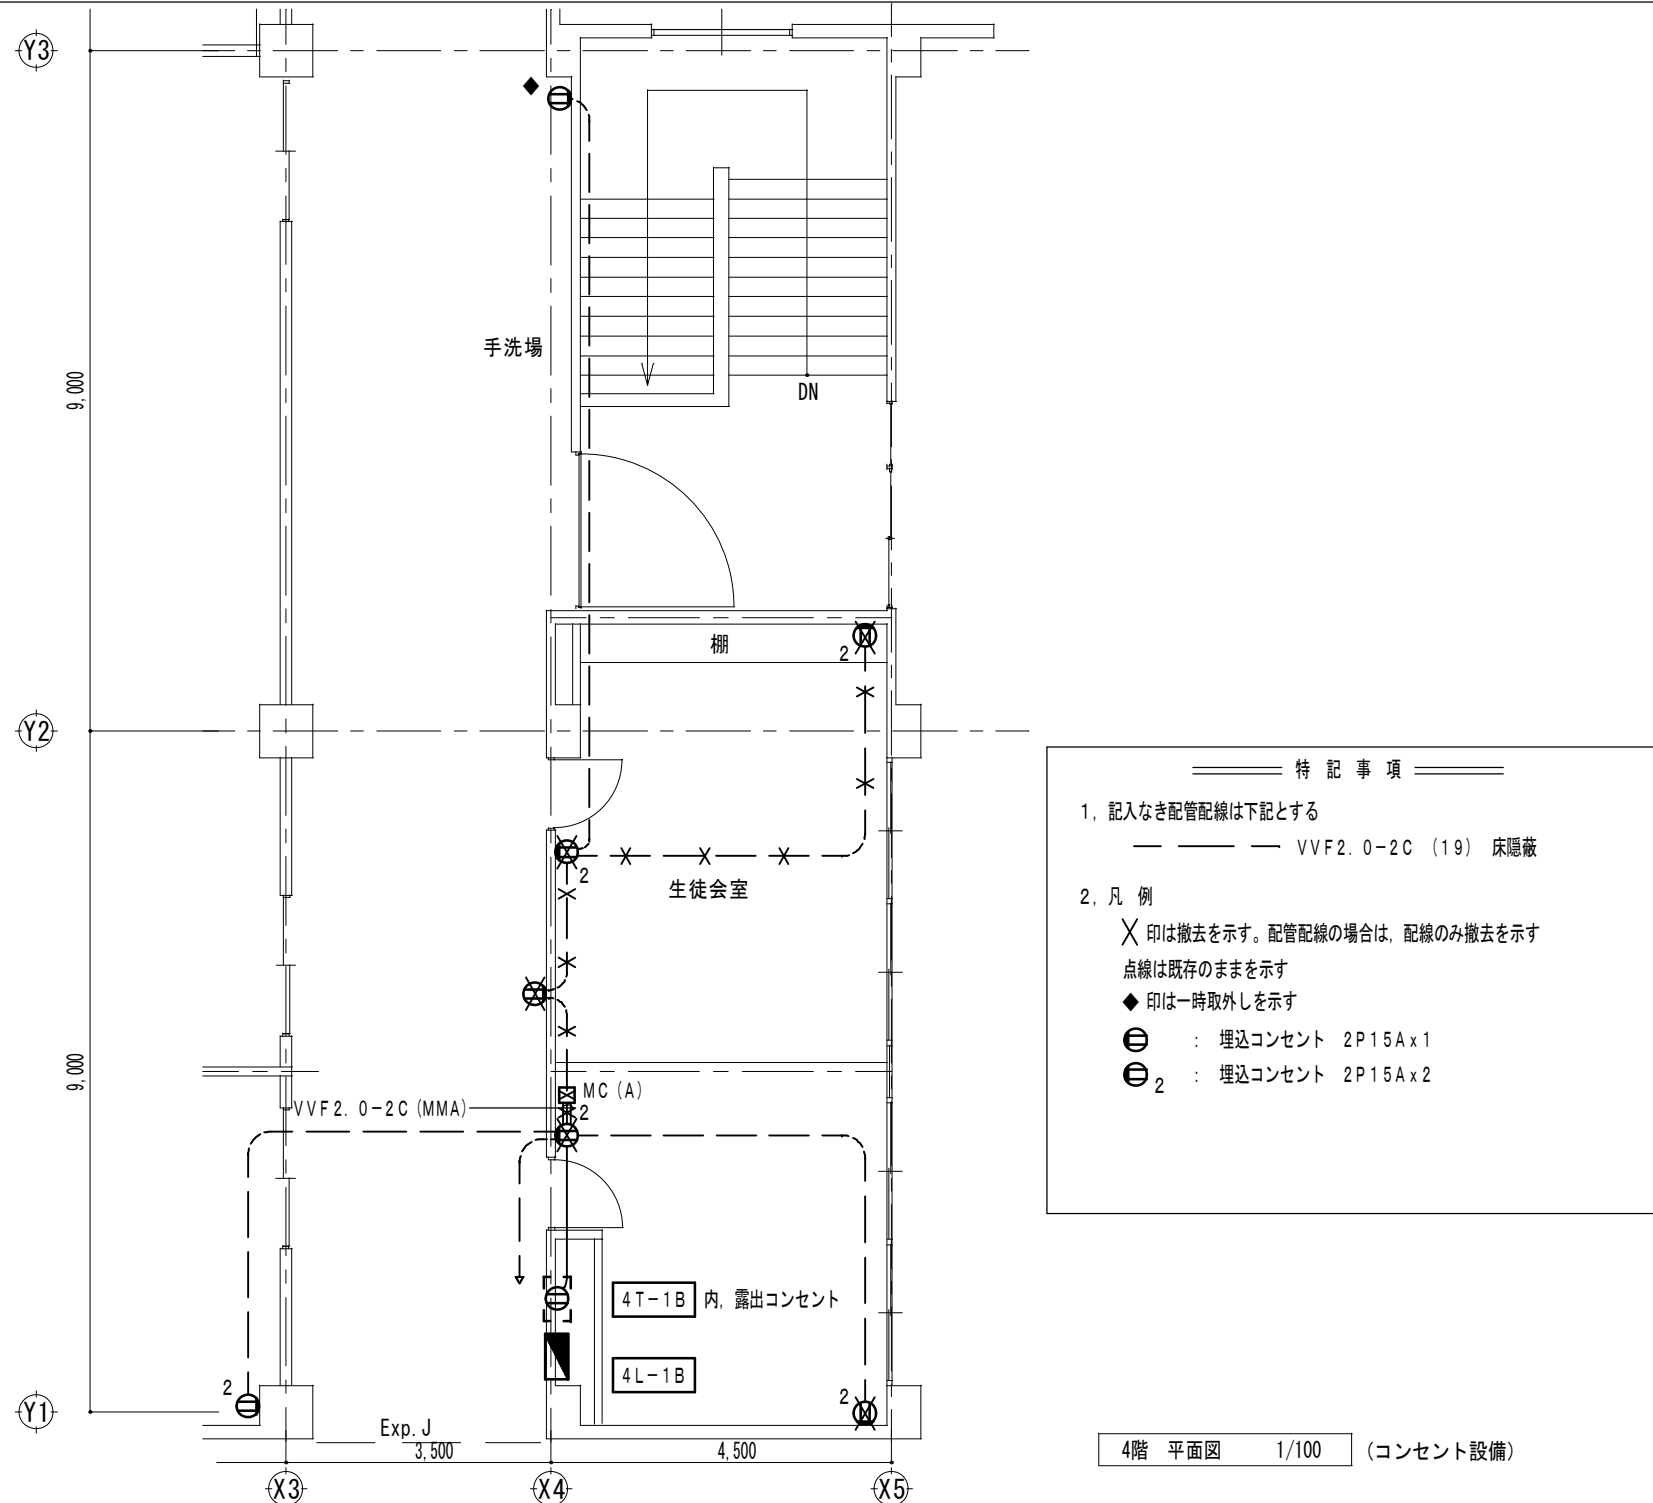 Y3
9,000
手洗場
DN
棚
2
Y2
2
生徒会室
9,000
MC(A)
VVF2.0-2C(MMA)
2
4T-1B 内,露出コンセント
4L-1B
2
2
Y1
Exp.J
3,500
4,500
X3
X4
X5
特 記 事 項
1, 記入なき配管配線は下記とする
VVF2.0-2C (19) 床隠蔽
2, 凡 例
印は撤去を示す。配管配線の場合は, 配線のみ撤去を示す
点線は既存のままを示す
◆ 印は一時取外しを示す
: 埋込コンセント 2P15Ax1
2 : 埋込コンセント 2P15Ax2
4階 平面図 1/100 (コンセント設備)